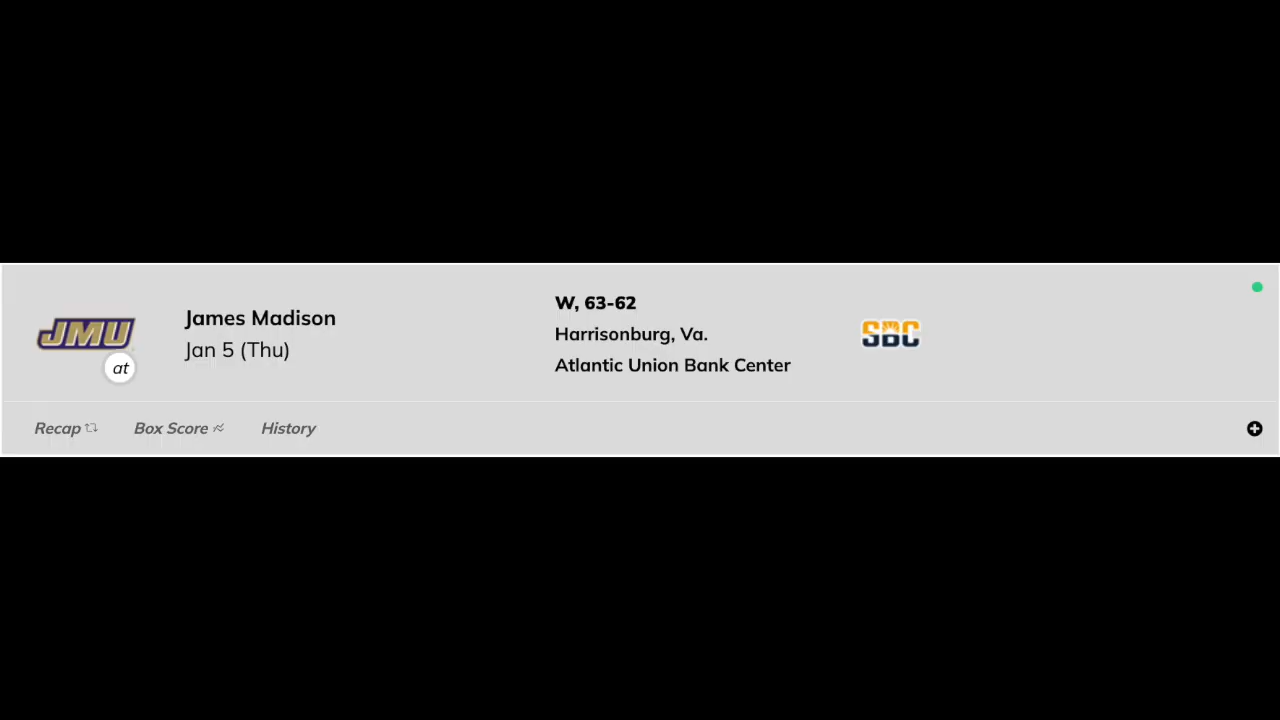 JMU
at
James Madison
Jan 5 (Thu)
W, 63-62
Harrisonburg, Va.
Atlantic Union Bank Center
SBC
Recap
Box Score
History